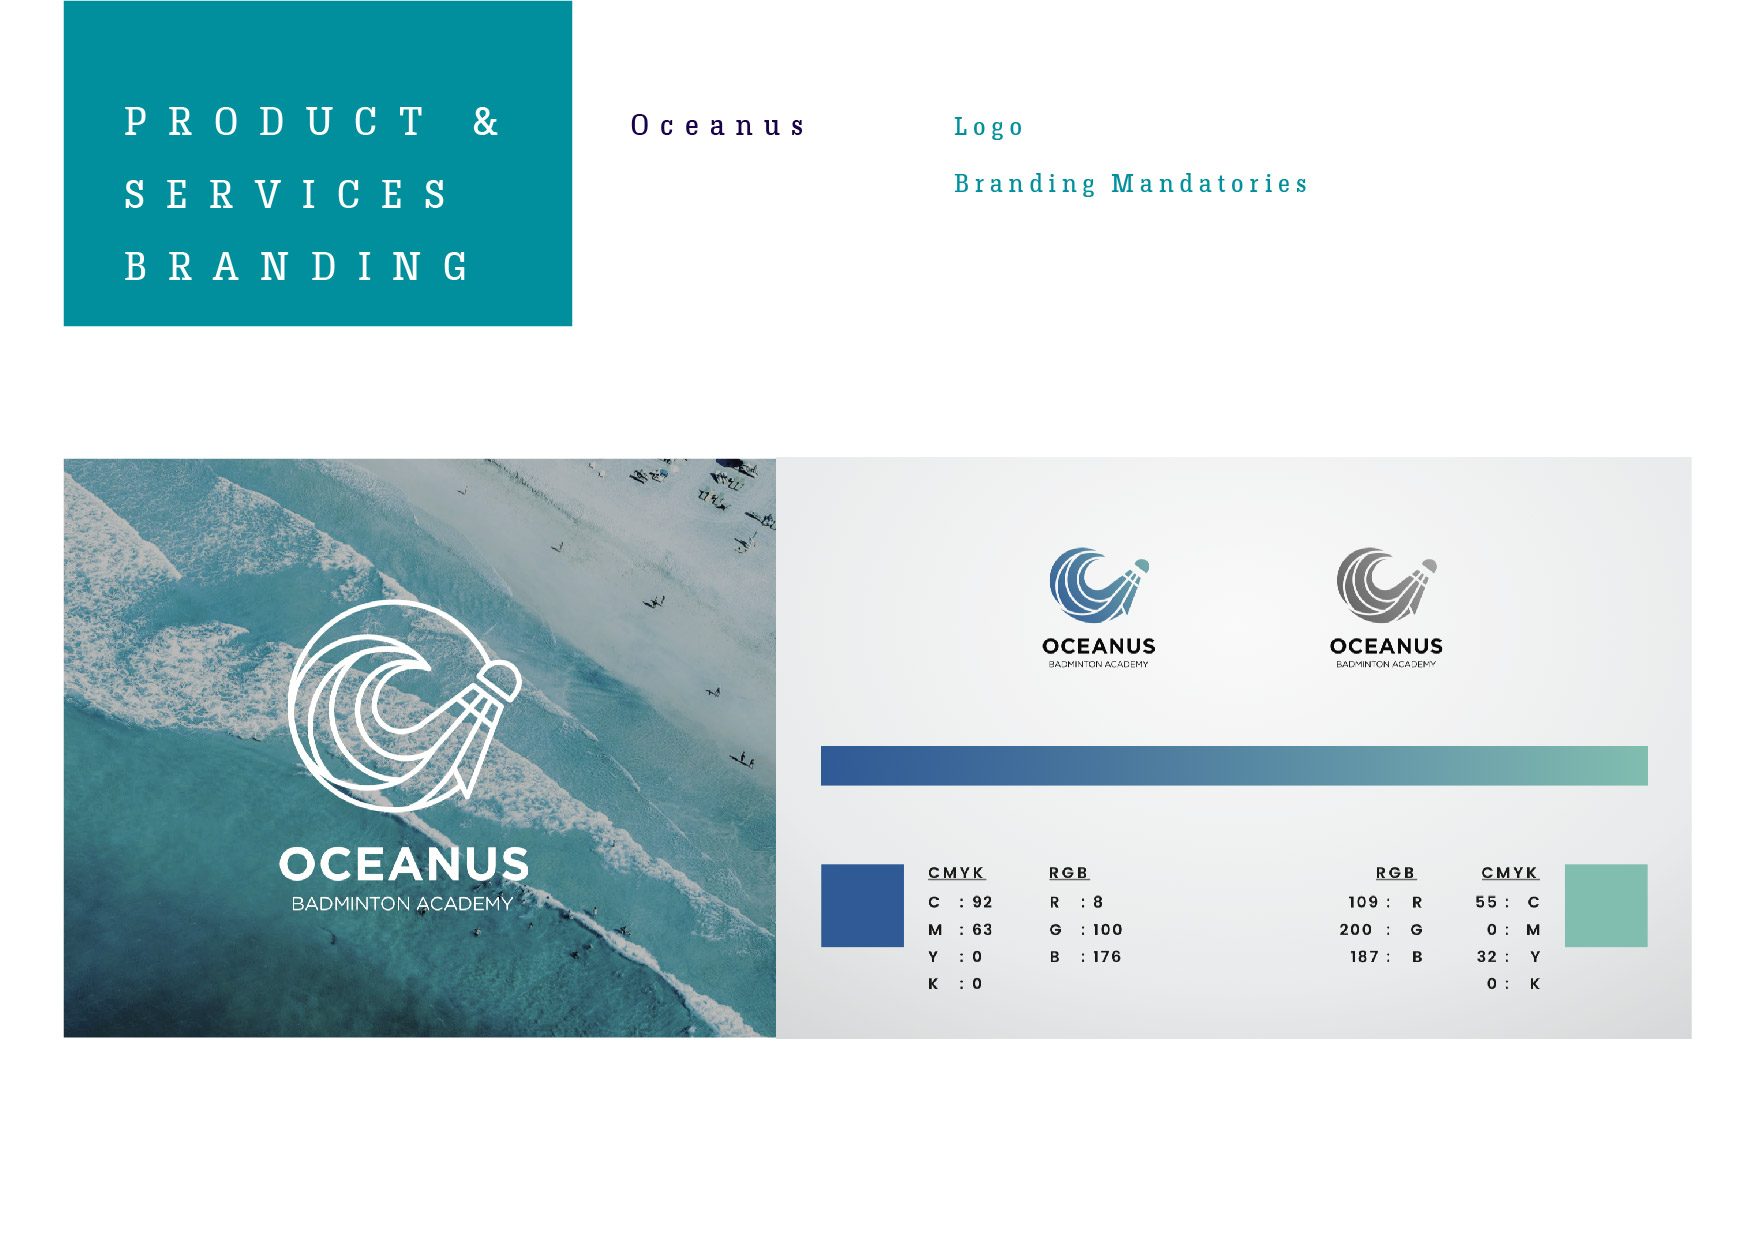 PRODUCT &
SERVICES
BRANDING
Oceanus
Logo
Branding Mandatories
OCEANUS
BADMINTON ACADEMY
OCEANUS
BADMINTON ACADEMY
OCEANUS
BADMINTON ACADEMY
CMYK
C : 92
M : 63
Y : 0
K : 0
RGB
R : 8
G : 100
B : 176
RGB
109 : R
200 : G
187 : B
CMYK
55 : C
0 : M
32 : Y
0 : K